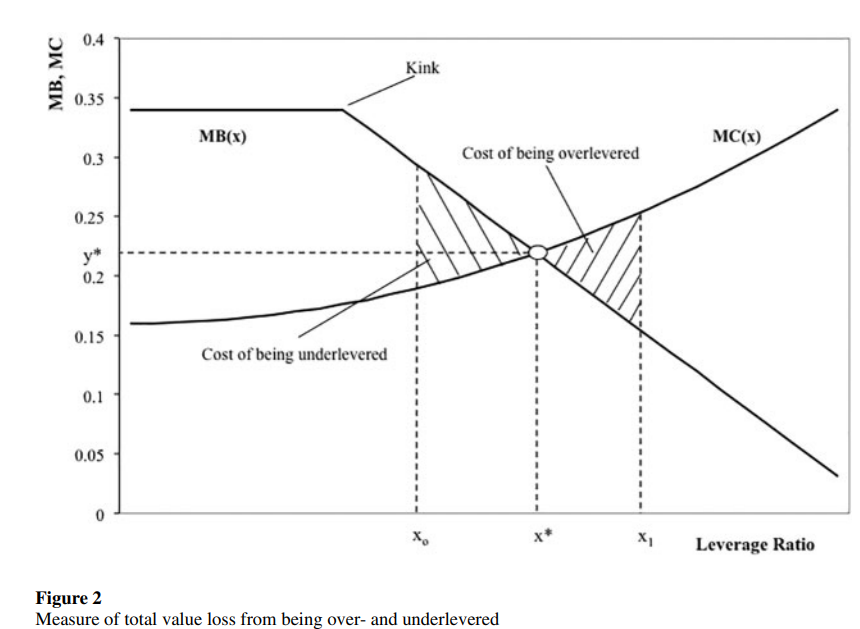 MB, MC
0.4
0.35
0.3
0.25
y*
0.2
0.15
0.1
0.05
0
Kink
MB(x)
Cost of being overlevered
MC(x)
Cost of being underlevered
x₀
x*
x₁
Leverage Ratio
Figure 2
Measure of total value loss from being over- and underlevered